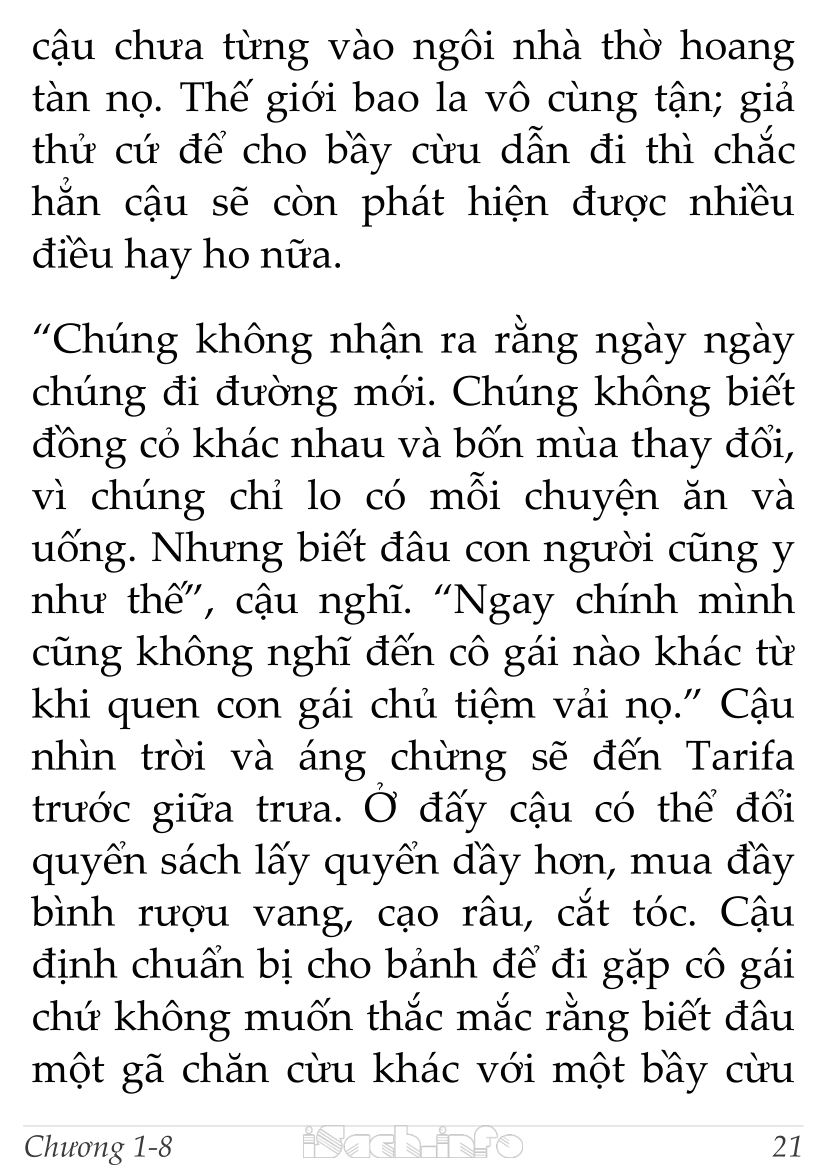 cậu chưa từng vào ngôi nhà thờ hoang
tàn nọ. Thế giới bao la vô cùng tận; giả
thử cứ để cho bầy cừu dẫn đi thì chắc
hẳn cậu sẽ còn phát hiện được nhiều
điều hay ho nữa.
“Chúng không nhận ra rằng ngày ngày
chúng đi đường mới. Chúng không biết
đồng cỏ khác nhau và bốn mùa thay đổi,
vì chúng chỉ lo có mỗi chuyện ăn và
uống. Nhưng biết đâu con người cũng y
như thế”, cậu nghĩ. “Ngay chính mình
cũng không nghĩ đến cô gái nào khác từ
khi quen con gái chủ tiệm vải nọ.” Cậu
nhìn trời và áng chừng sẽ đến Tarifa
trước giữa trưa. Ở đấy cậu có thể đổi
quyển sách lấy quyển dầy hơn, mua đầy
bình rượu vang, cạo râu, cắt tóc. Cậu
định chuẩn bị cho bảnh để đi gặp cô gái
chứ không muốn thắc mắc rằng biết đâu
một gã chăn cừu khác với một bầy cừu
Chương 1-8 iSach.info 21